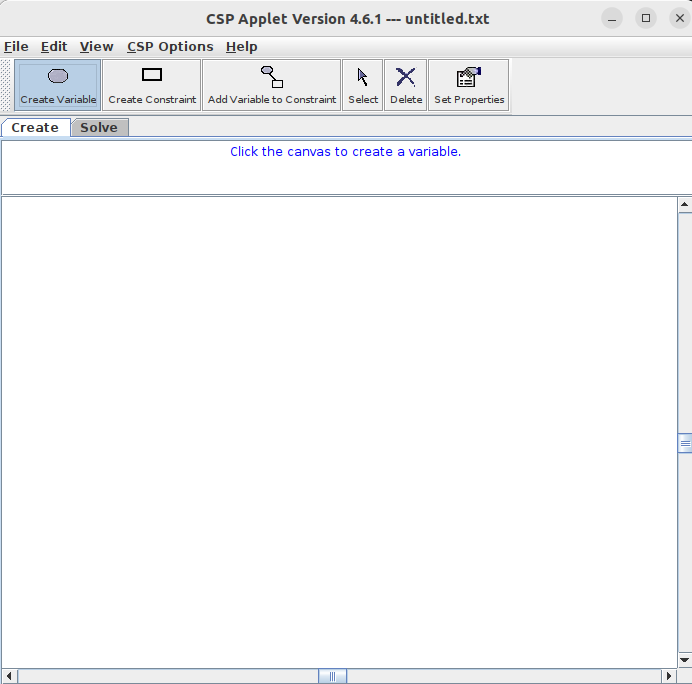 CSP Applet Version 4.6.1 --- untitled.txt
File Edit View CSP Options Help
Create Variable Create Constraint Add Variable to Constraint Select Delete Set Properties
Create Solve
Click the canvas to create a variable.